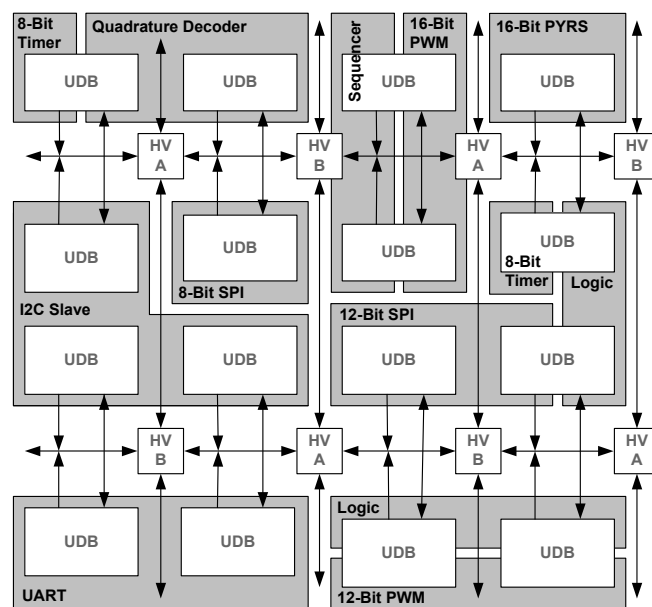 8-Bit
Timer
Quadrature Decoder
Sequencer
16-Bit
PWM
16-Bit PYRS
UDB
UDB
UDB
UDB
HV
A
HV
B
HV
A
HV
B
UDB
UDB
UDB
UDB
8-Bit SPI
8-Bit
Timer
Logic
I2C Slave
12-Bit SPI
UDB
UDB
UDB
UDB
HV
B
HV
A
HV
B
HV
A
Logic
UDB
UDB
UDB
UDB
UART
12-Bit PWM